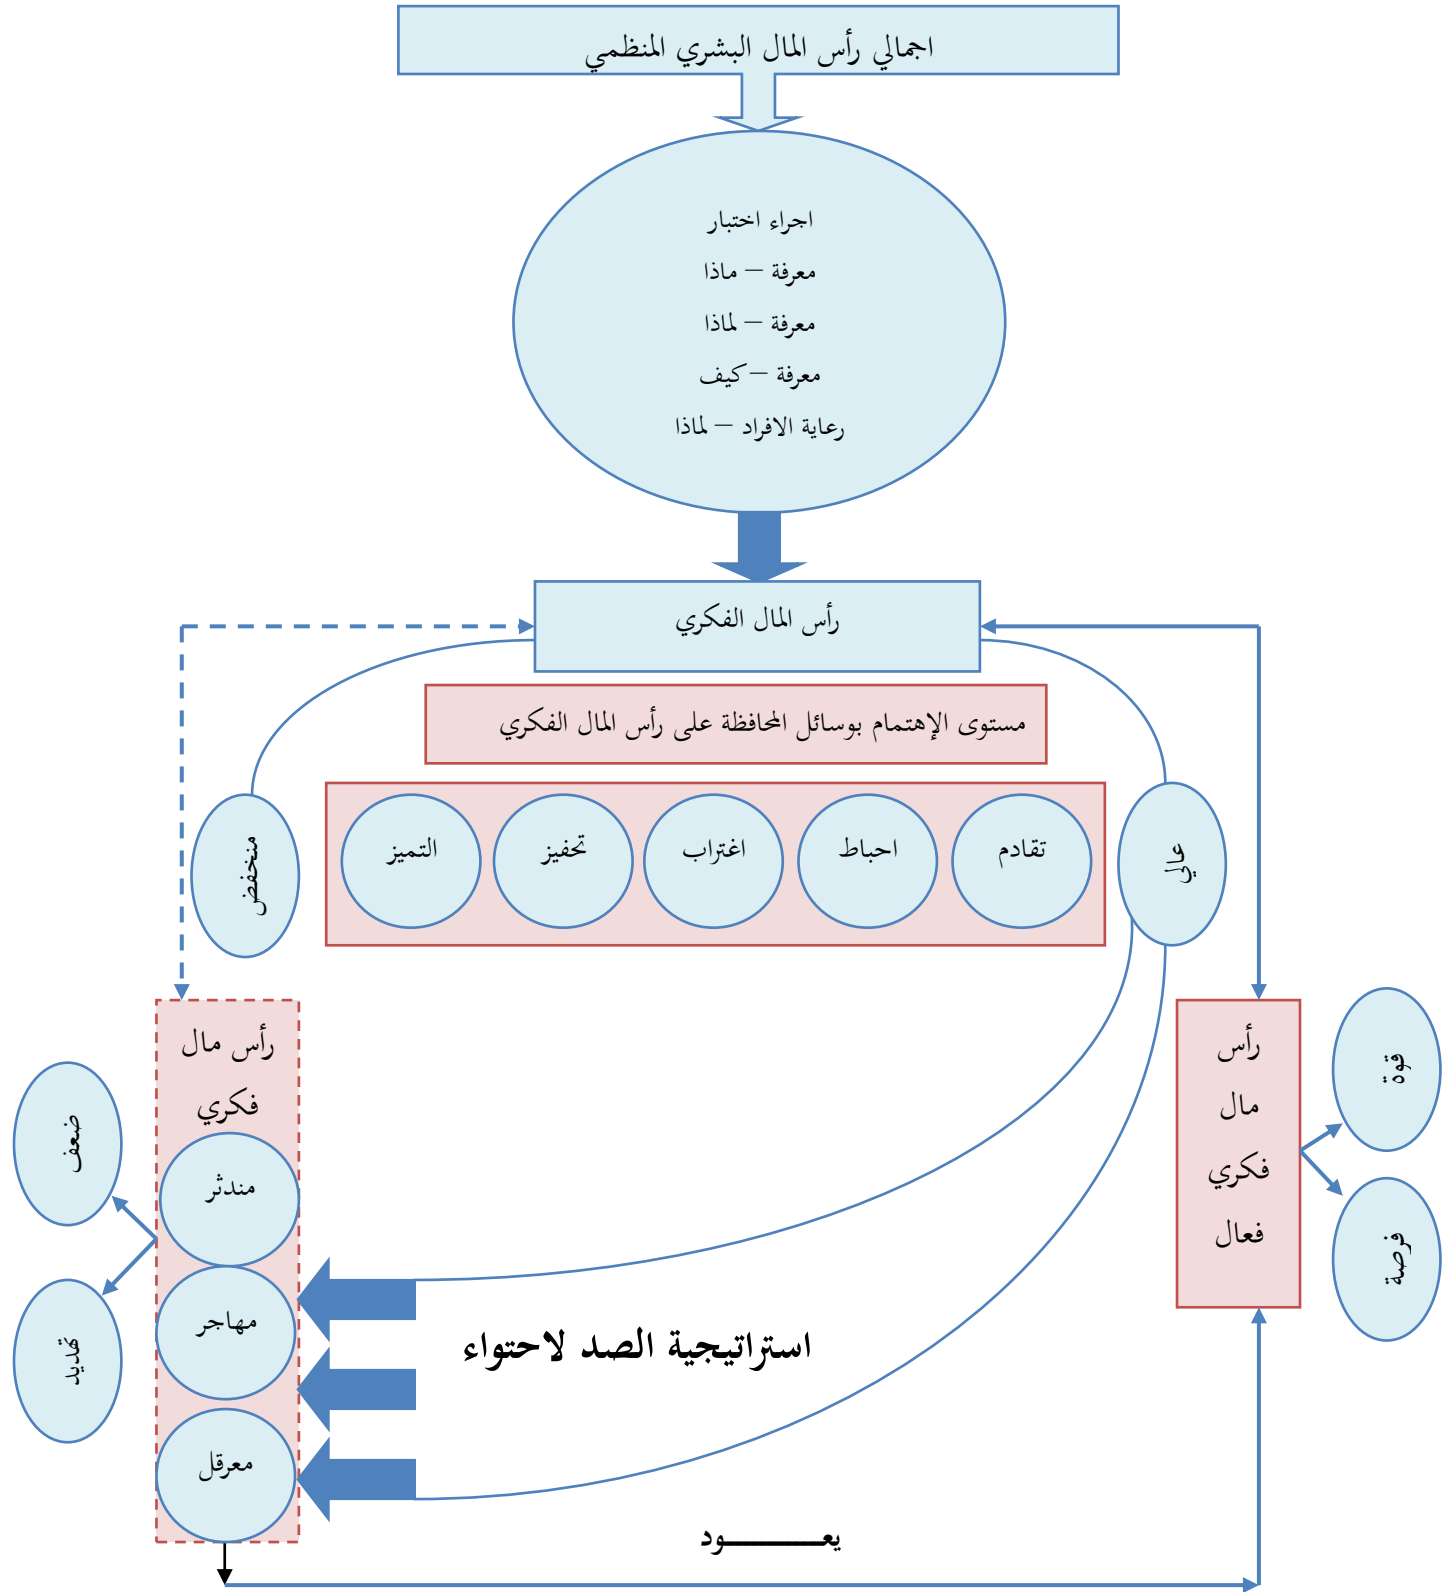 اجمالي رأس المال البشري المنظمي
اجراء اختبار
معرفة – ماذا
معرفة – لماذا
معرفة – كيف
رعاية الافراد – لماذا
رأس المال الفكري
مستوى الإهتمام بوسائل المحافظة على رأس المال الفكري
عالي
تقادم
احباط
اغتراب
تحفيز
التميز
منخفض
رأس
مال
فكري
فعال
قوة
فرصة
رأس مال
فكري
مندثر
مهاجر
معرقل
ضعف
تهديد
استراتيجية الصد لاحتواء
يعـــــــــــود